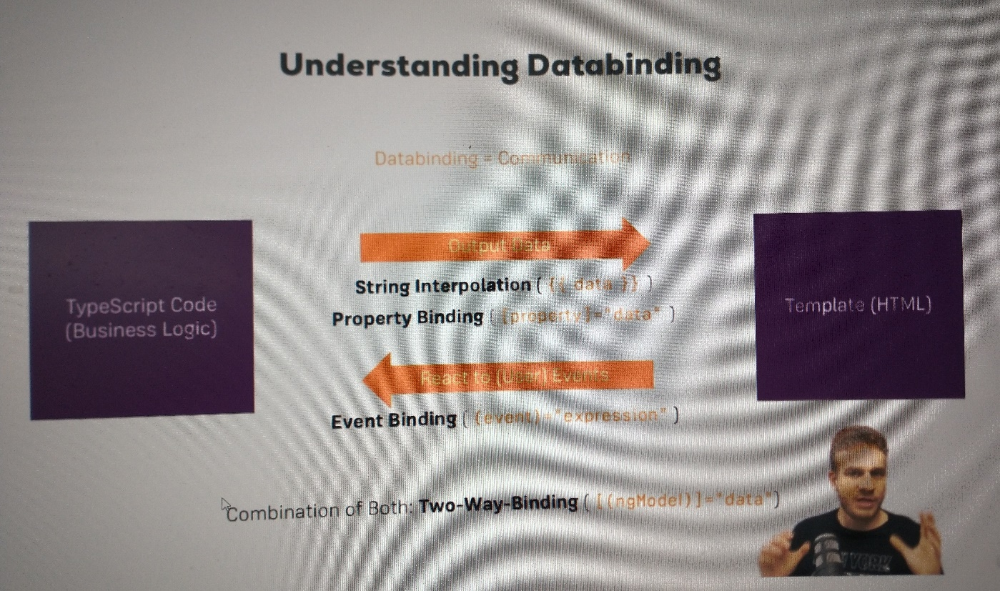 Understanding Databinding
Databinding = Communication
Output Data
String Interpolation ( {{ data }} )
Property Binding ( [property]="data" )
TypeScript Code
(Business Logic)
Template (HTML)
React to (User) Events
Event Binding ( (event)="expression" )
Combination of Both: Two-Way-Binding ( [(ngModel)]="data")
YORK